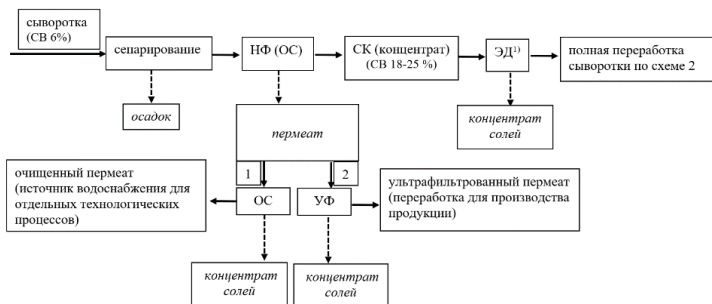 сыворотка
(СВ 6%)
сепарирование
НФ (ОС)
СК (концентрат)
(СВ 18-25 %)
ЭД¹⁾
полная переработка
сыворотки по схеме 2
осадок
пермеат
концентрат
солей
1
2
очищенный пермеат
(источник водоснабжения для
отдельных технологических
процессов)
ОС
УФ
ультрафильтрованный пермеат
(переработка для производства
продукции)
концентрат
солей
концентрат
солей